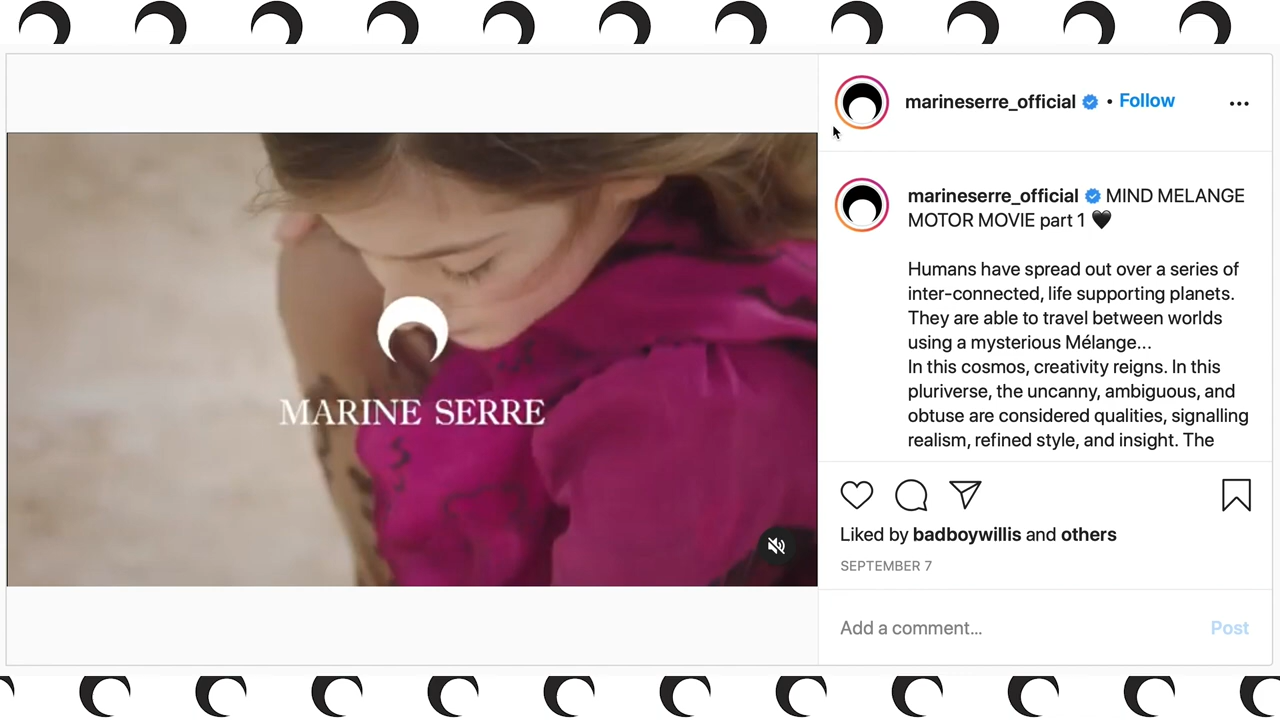 marineserre_official • Follow
marineserre_official MIND MELANGE
MOTOR MOVIE part 1 🖤
Humans have spread out over a series of
inter-connected, life supporting planets.
They are able to travel between worlds
using a mysterious Mélange...
In this cosmos, creativity reigns. In this
pluriverse, the uncanny, ambiguous, and
obtuse are considered qualities, signalling
realism, refined style, and insight. The
MARINE SERRE
Liked by badboywillis and others
SEPTEMBER 7
Add a comment...
Post